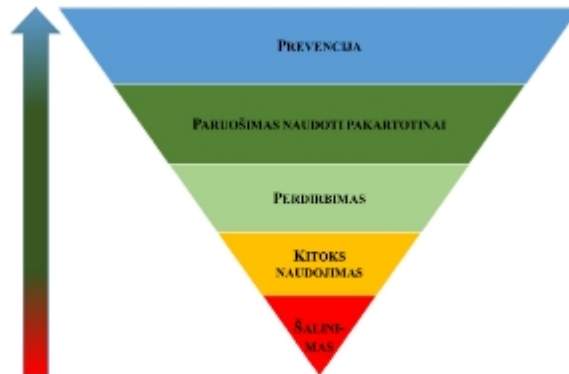 PREVENCIJA
PARUOŠIMAS NAUDOTI PAKARTOTINAI
PERDIRBIMAS
KITOKS
NAUDOJIMAS
ŠALINI-
MAS